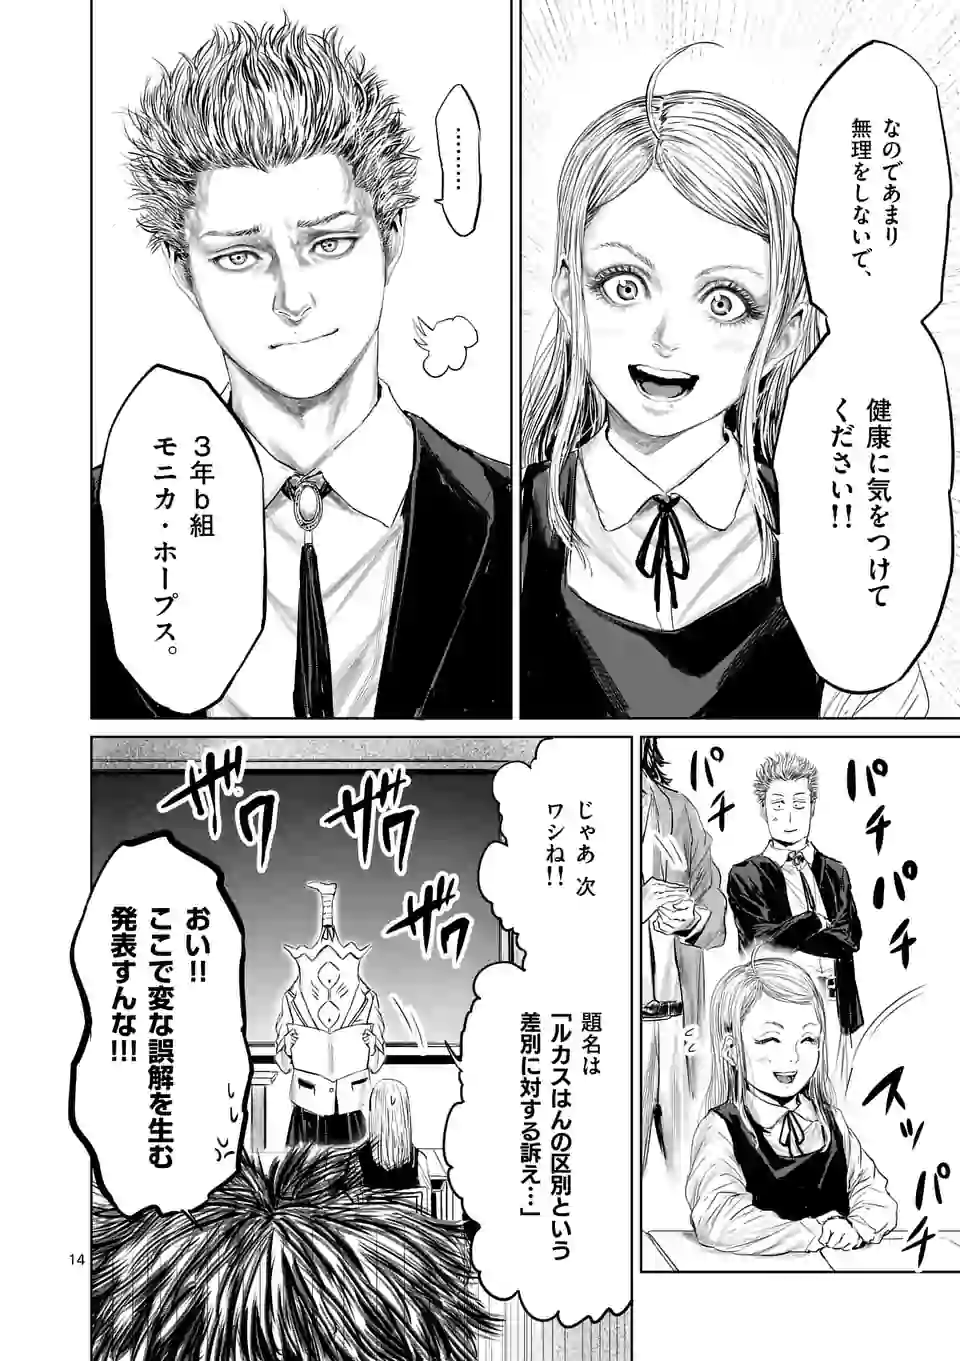 なのであまり
無理をしないで、
健康に気をつけて
ください!!
………
3年b組
モニカ・ホープス。
パチ
パチ
パチ
パチ
スッ
じゃあ 次
ワシね!!
題名は
「ルカスはんの区別という
差別に対する訴え…」
ザワ
ザワ
ザワ
おい!!
ここで変な誤解を生む
発表すんな!!!
14